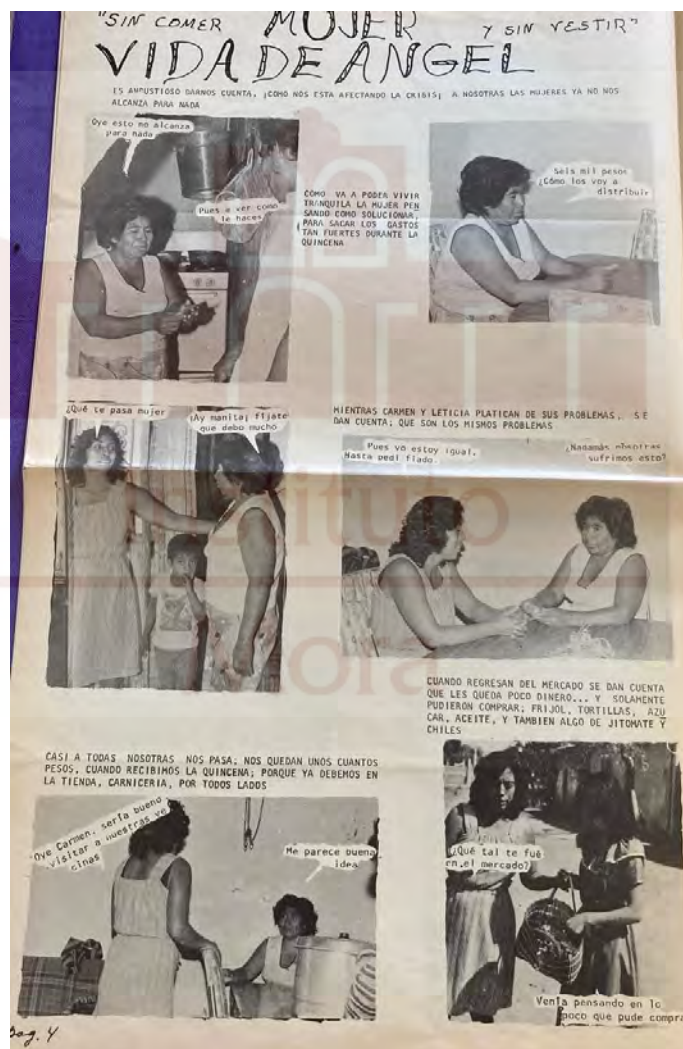 "SIN COMER MUJER Y SIN VESTIR"
VIDA DE ANGEL
ES ANGUSTIOSO DARNOS CUENTA, ¡COMO NOS ESTA AFECTANDO LA CRISIS¡ A NOSOTRAS LAS MUJERES YA NO NOS
ALCANZA PARA NADA
Oye esto no alcanza
para nada
Pues a ver como
le haces
COMO VA A PODER VIVIR
TRANQUILA LA MUJER PEN
SANDO COMO SOLUCIONAR,
PARA SACAR LOS GASTOS
TAN FUERTES DURANTE LA
QUINCENA
Seis mil pesos
¿Cómo los voy a
distribuir
¿Qué te pasa mujer
¡Ay manita¡ fíjate
que debo mucho
MIENTRAS CARMEN Y LETICIA PLATICAN DE SUS PROBLEMAS, SE
DAN CUENTA; QUE SON LOS MISMOS PROBLEMAS
Pues yo estoy igual.
Hasta pedí fiado.
¿Nadamás nosotras
sufrimos esto?
CUANDO REGRESAN DEL MERCADO SE DAN CUENTA
QUE LES QUEDA POCO DINERO... Y SOLAMENTE
PUDIERON COMPRAR; FRIJOL, TORTILLAS, AZU
CAR, ACEITE, Y TAMBIEN ALGO DE JITOMATE Y
CHILES
CASI A TODAS NOSOTRAS NOS PASA; NOS QUEDAN UNOS CUANTOS
PESOS, CUANDO RECIBIMOS LA QUINCENA; PORQUE YA DEBEMOS EN
LA TIENDA, CARNICERIA, POR TODOS LADOS
Oye Carmen, sería bueno
visitar a nuestras ve
cinas
Me parece buena
idea
¿Qué tal te fué
en el mercado?
Venía pensando en lo
poco que pude compra
pag. 4
Instituto
Mora